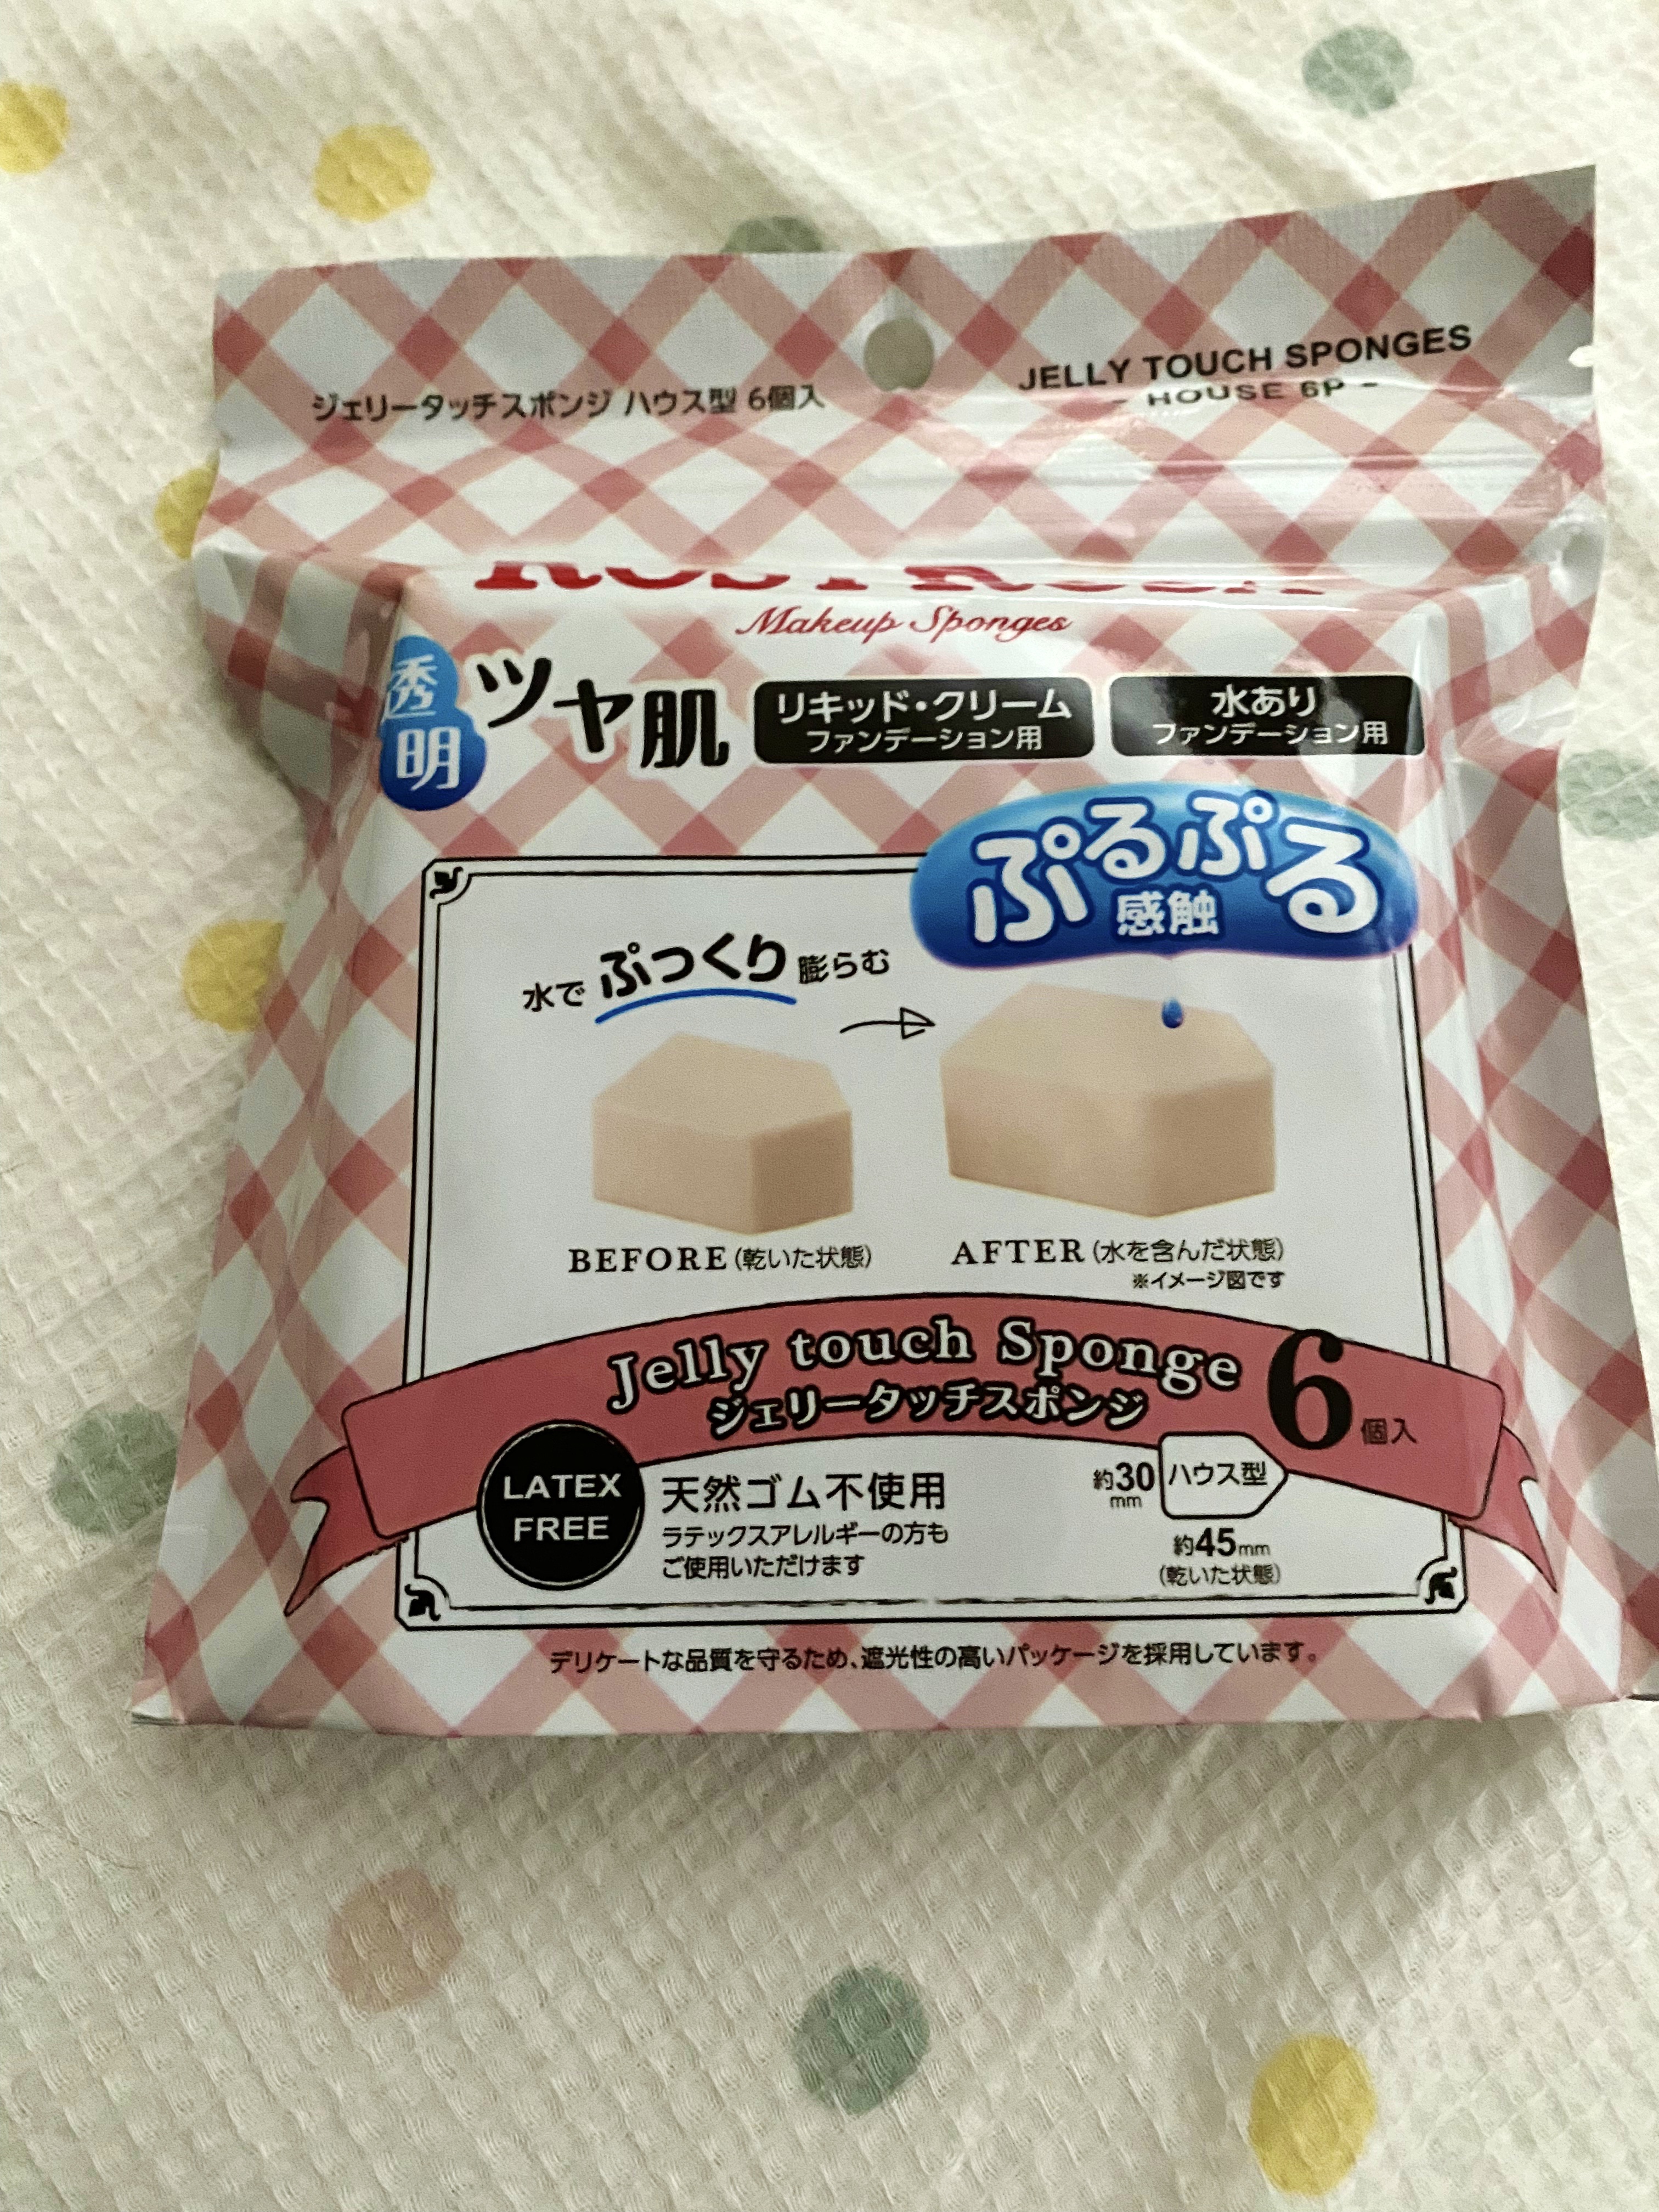 ジェリータッチスポンジ ハウス型 6個入
JELLY TOUCH SPONGES
- HOUSE 6P -
Makeup Sponges
透明
ツヤ肌
リキッド・クリーム
ファンデーション用
水あり
ファンデーション用
ぷるぷる
感触
水で ぷっくり 膨らむ
BEFORE (乾いた状態)
AFTER (水を含んだ状態)
※イメージ図です
Jelly touch Sponge
ジェリータッチスポンジ
6個入
LATEX
FREE
天然ゴム不使用
ラテックスアレルギーの方も
ご使用いただけます
約30mm
ハウス型
約45mm
(乾いた状態)
デリケートな品質を守るため、遮光性の高いパッケージを採用しています。